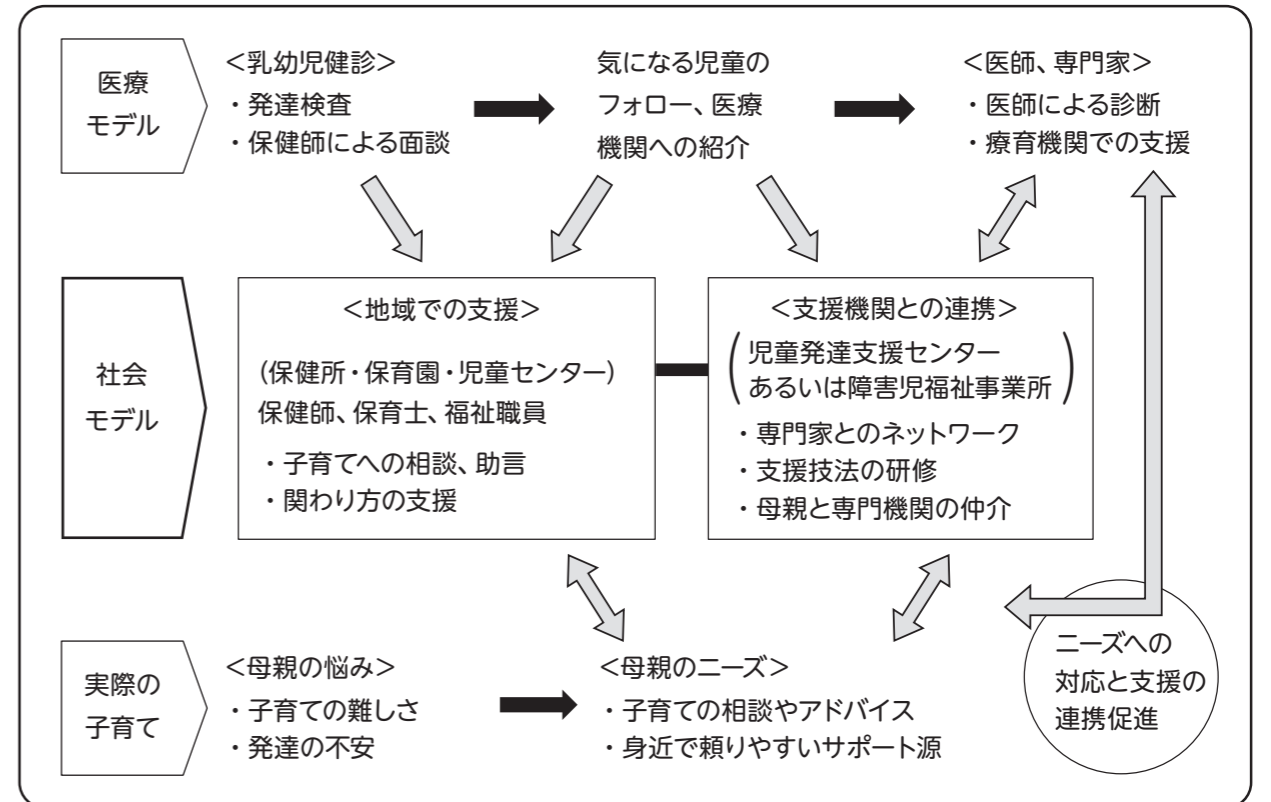 医療
モデル
＜乳幼児健診＞
・発達検査
・保健師による面談
気になる児童の
フォロー、医療
機関への紹介
＜医師、専門家＞
・医師による診断
・療育機関での支援
社会
モデル
＜地域での支援＞
(保健所・保育園・児童センター)
保健師、保育士、福祉職員
・子育てへの相談、助言
・関わり方の支援
＜支援機関との連携＞
(児童発達支援センター
あるいは障害児福祉事業所)
・専門家とのネットワーク
・支援技法の研修
・母親と専門機関の仲介
実際の
子育て
＜母親の悩み＞
・子育ての難しさ
・発達の不安
＜母親のニーズ＞
・子育ての相談やアドバイス
・身近で頼りやすいサポート源
ニーズへの
対応と支援の
連携促進